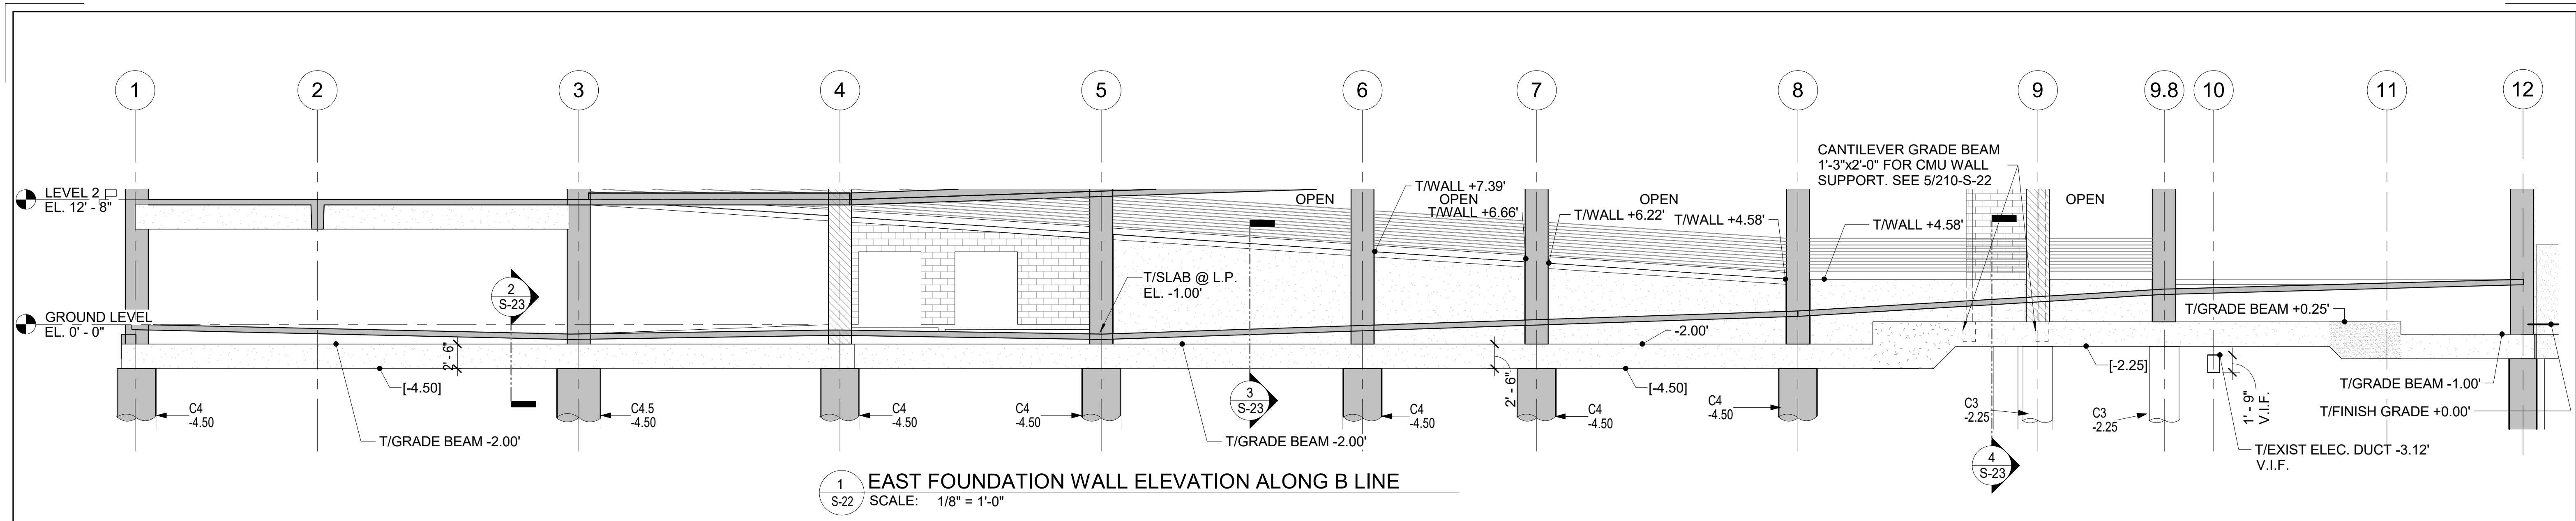 1
2
3
4
5
6
7
8
9
9.8
10
11
12
LEVEL 2
EL. 12' - 8"
GROUND LEVEL
EL. 0' - 0"
2
S-23
2' - 6"
[-4.50]
T/GRADE BEAM -2.00'
C4
-4.50
C4.5
-4.50
C4
-4.50
C4
-4.50
T/SLAB @ L.P.
EL. -1.00'
3
S-23
T/GRADE BEAM -2.00'
OPEN
T/WALL +7.39'
OPEN
T/WALL +6.66'
OPEN
T/WALL +6.22'
T/WALL +4.58'
T/WALL +4.58'
CANTILEVER GRADE BEAM
1'-3"x2'-0" FOR CMU WALL
SUPPORT. SEE 5/210-S-22
OPEN
-2.00'
2' - 6"
[-4.50]
C4
-4.50
C4
-4.50
C4
-4.50
C3
-2.25
C3
-2.25
[-2.25]
4
S-23
T/GRADE BEAM +0.25'
T/GRADE BEAM -1.00'
T/FINISH GRADE +0.00'
1' - 9"
V.I.F.
T/EXIST ELEC. DUCT -3.12'
V.I.F.
1
S-22
EAST FOUNDATION WALL ELEVATION ALONG B LINE
SCALE: 1/8" = 1'-0"